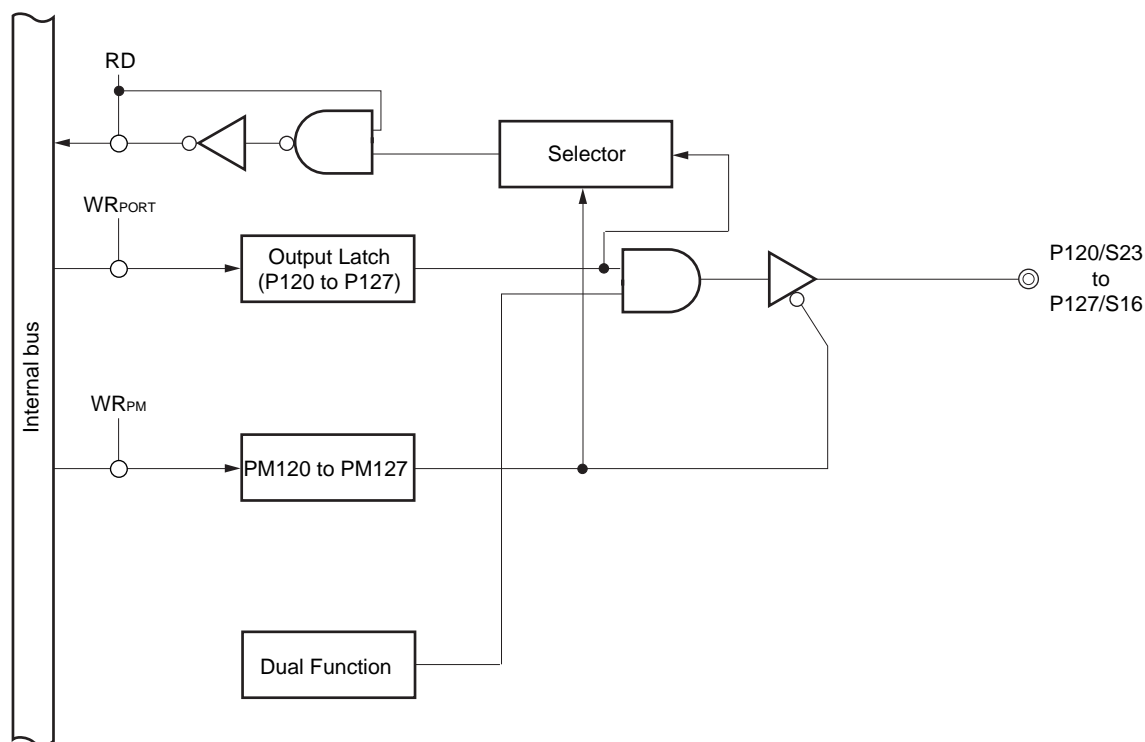 RD
Selector
WRPORT
Output Latch
(P120 to P127)
P120/S23
to
P127/S16
Internal bus
WRPM
PM120 to PM127
Dual Function